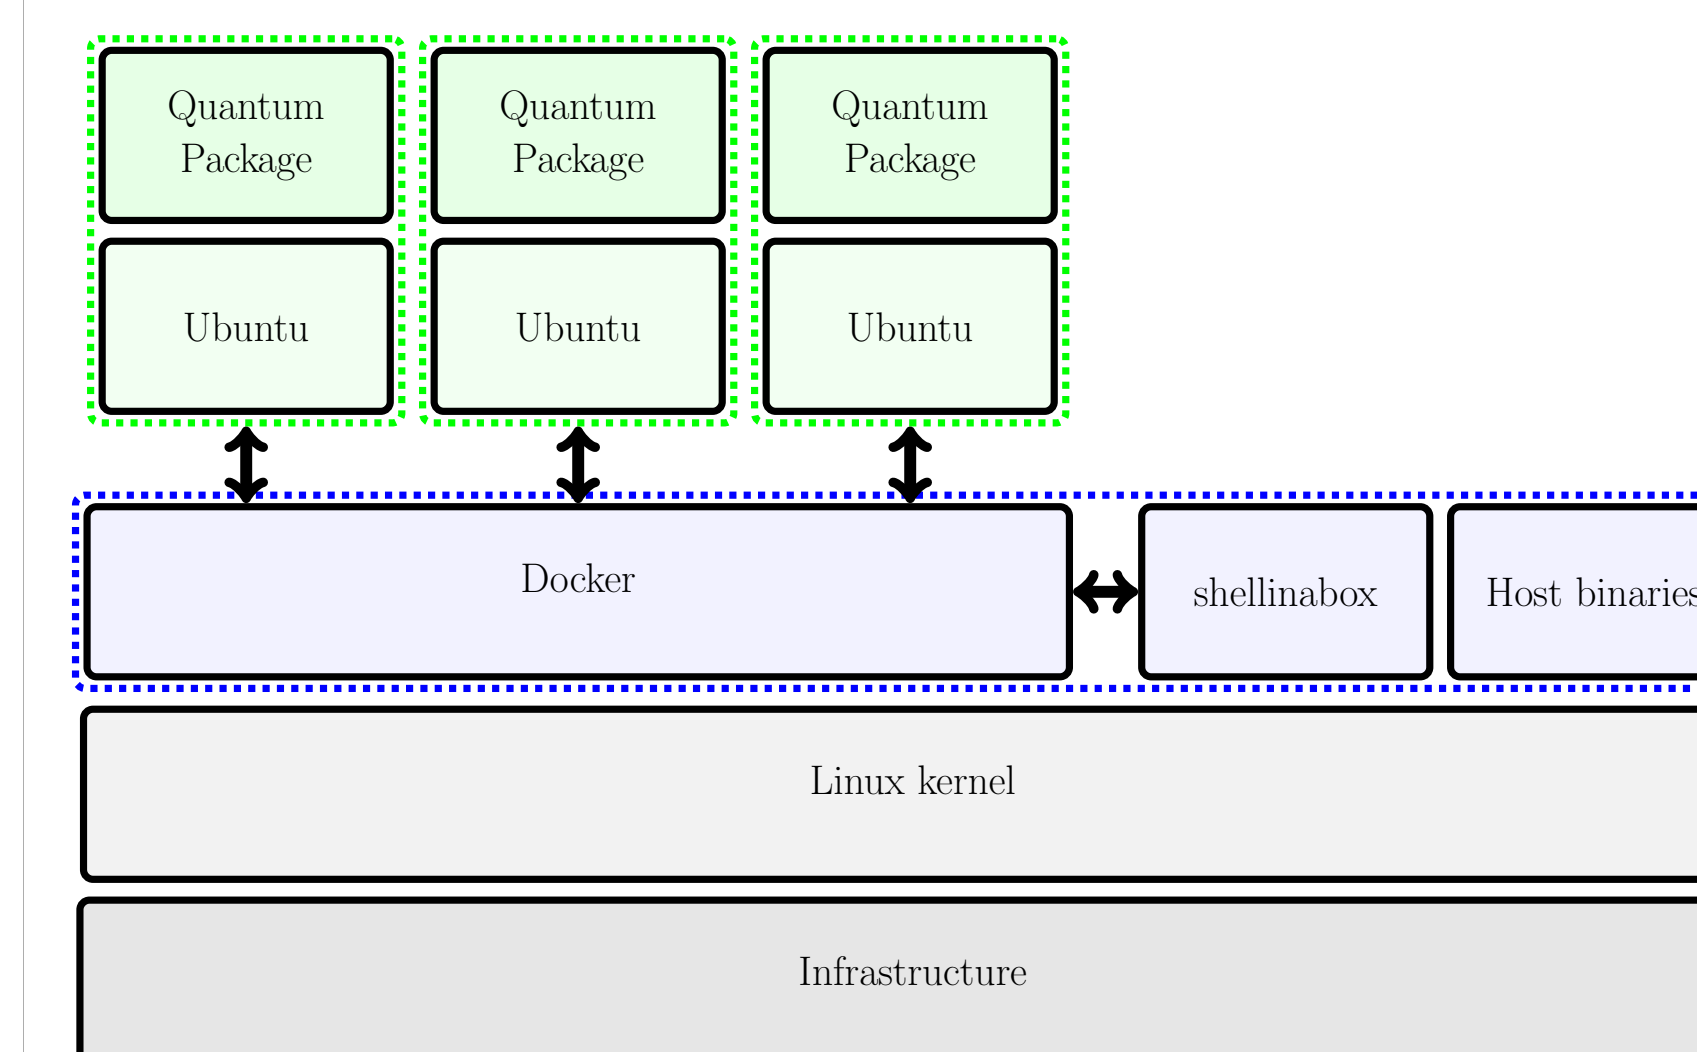 Quantum
Package
Quantum
Package
Quantum
Package
Ubuntu
Ubuntu
Ubuntu
Docker
shellinabox
Host binaries
Linux kernel
Infrastructure